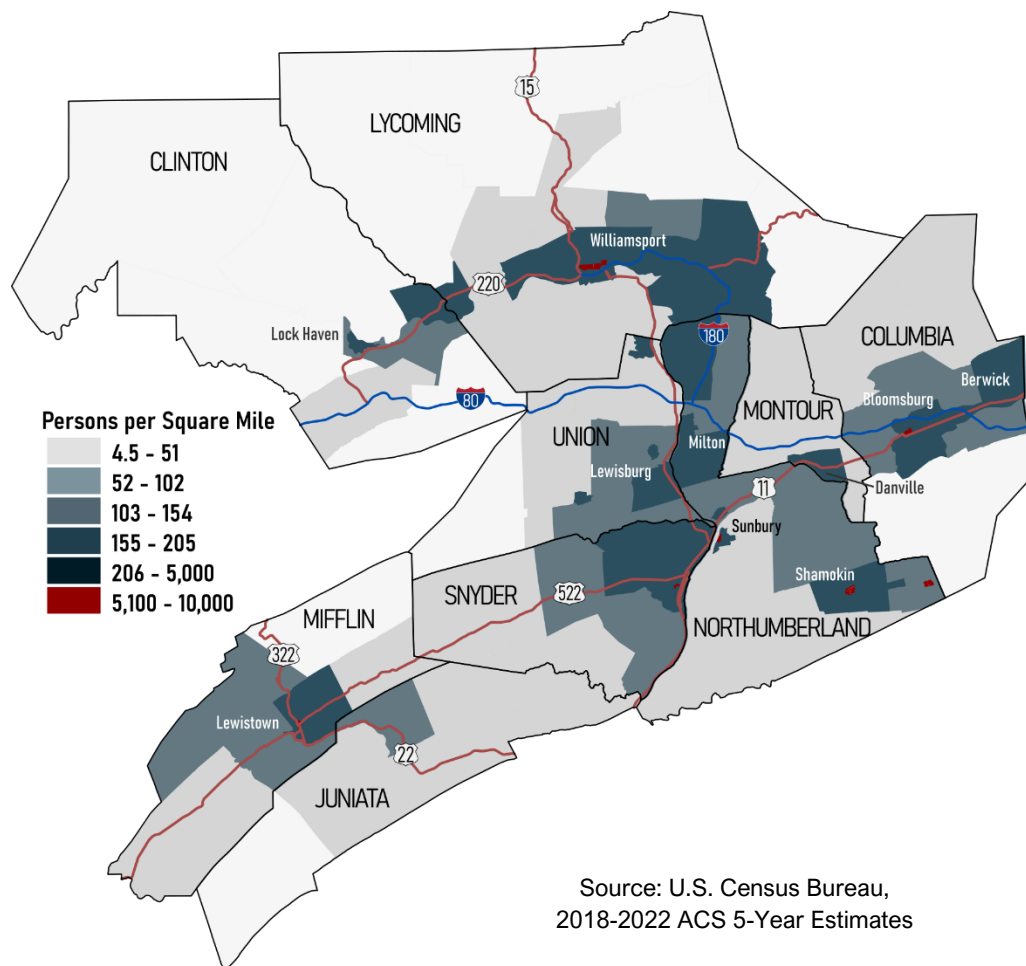 15
LYCOMING
CLINTON
Williamsport
220
Lock Haven
180
COLUMBIA
80
Berwick
Bloomsburg
MONTOUR
Persons per Square Mile
4.5 - 51
52 - 102
103 - 154
155 - 205
206 - 5,000
5,100 - 10,000
UNION
Milton
Lewisburg
11
Danville
Sunbury
Shamokin
SNYDER
522
MIFFLIN
NORTHUMBERLAND
322
Lewistown
22
JUNIATA
Source: U.S. Census Bureau,
2018-2022 ACS 5-Year Estimates